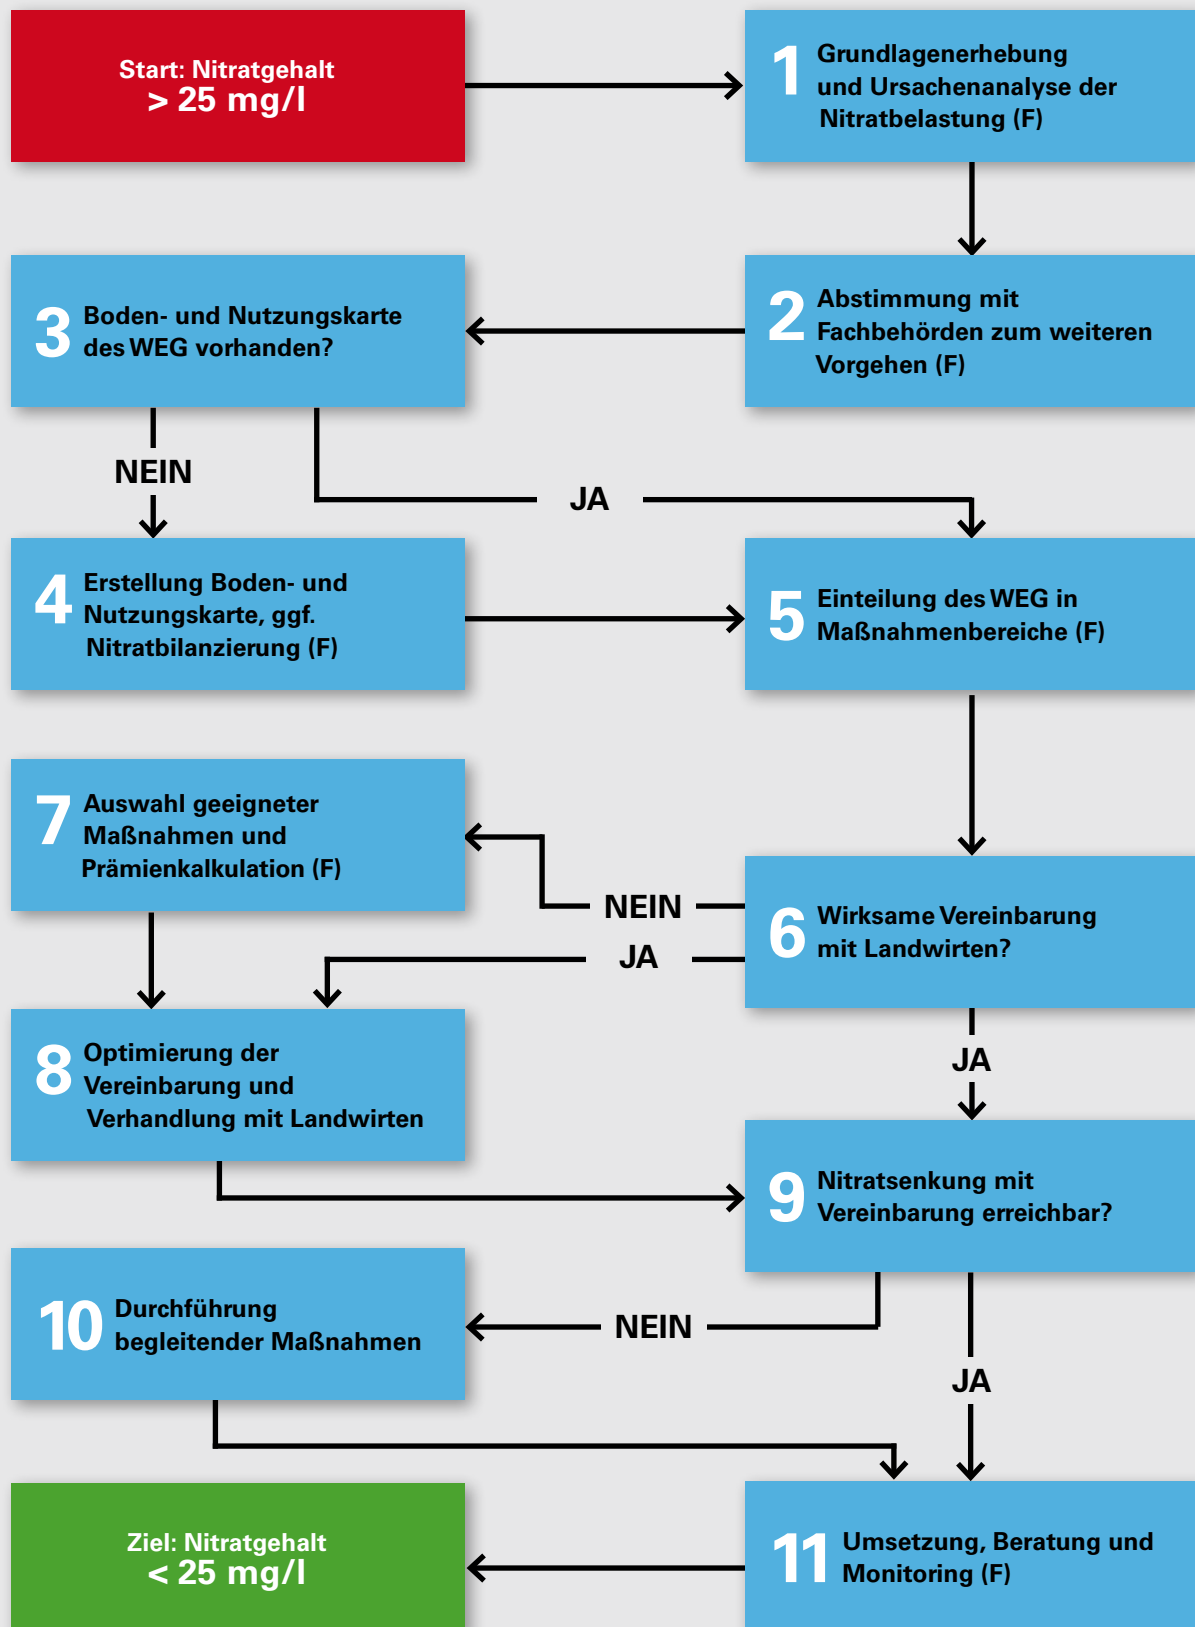 Start: Nitratgehalt
> 25 mg/l
1 Grundlagenerhebung
und Ursachenanalyse der
Nitratbelastung (F)
2 Abstimmung mit
Fachbehörden zum weiteren
Vorgehen (F)
3 Boden- und Nutzungskarte
des WEG vorhanden?
NEIN
JA
4 Erstellung Boden- und
Nutzungskarte, ggf.
Nitratbilanzierung (F)
5 Einteilung des WEG in
Maßnahmenbereiche (F)
6 Wirksame Vereinbarung
mit Landwirten?
NEIN
JA
JA
7 Auswahl geeigneter
Maßnahmen und
Prämienkalkulation (F)
8 Optimierung der
Vereinbarung und
Verhandlung mit Landwirten
9 Nitratsenkung mit
Vereinbarung erreichbar?
NEIN
JA
10 Durchführung
begleitender Maßnahmen
11 Umsetzung, Beratung und
Monitoring (F)
Ziel: Nitratgehalt
< 25 mg/l